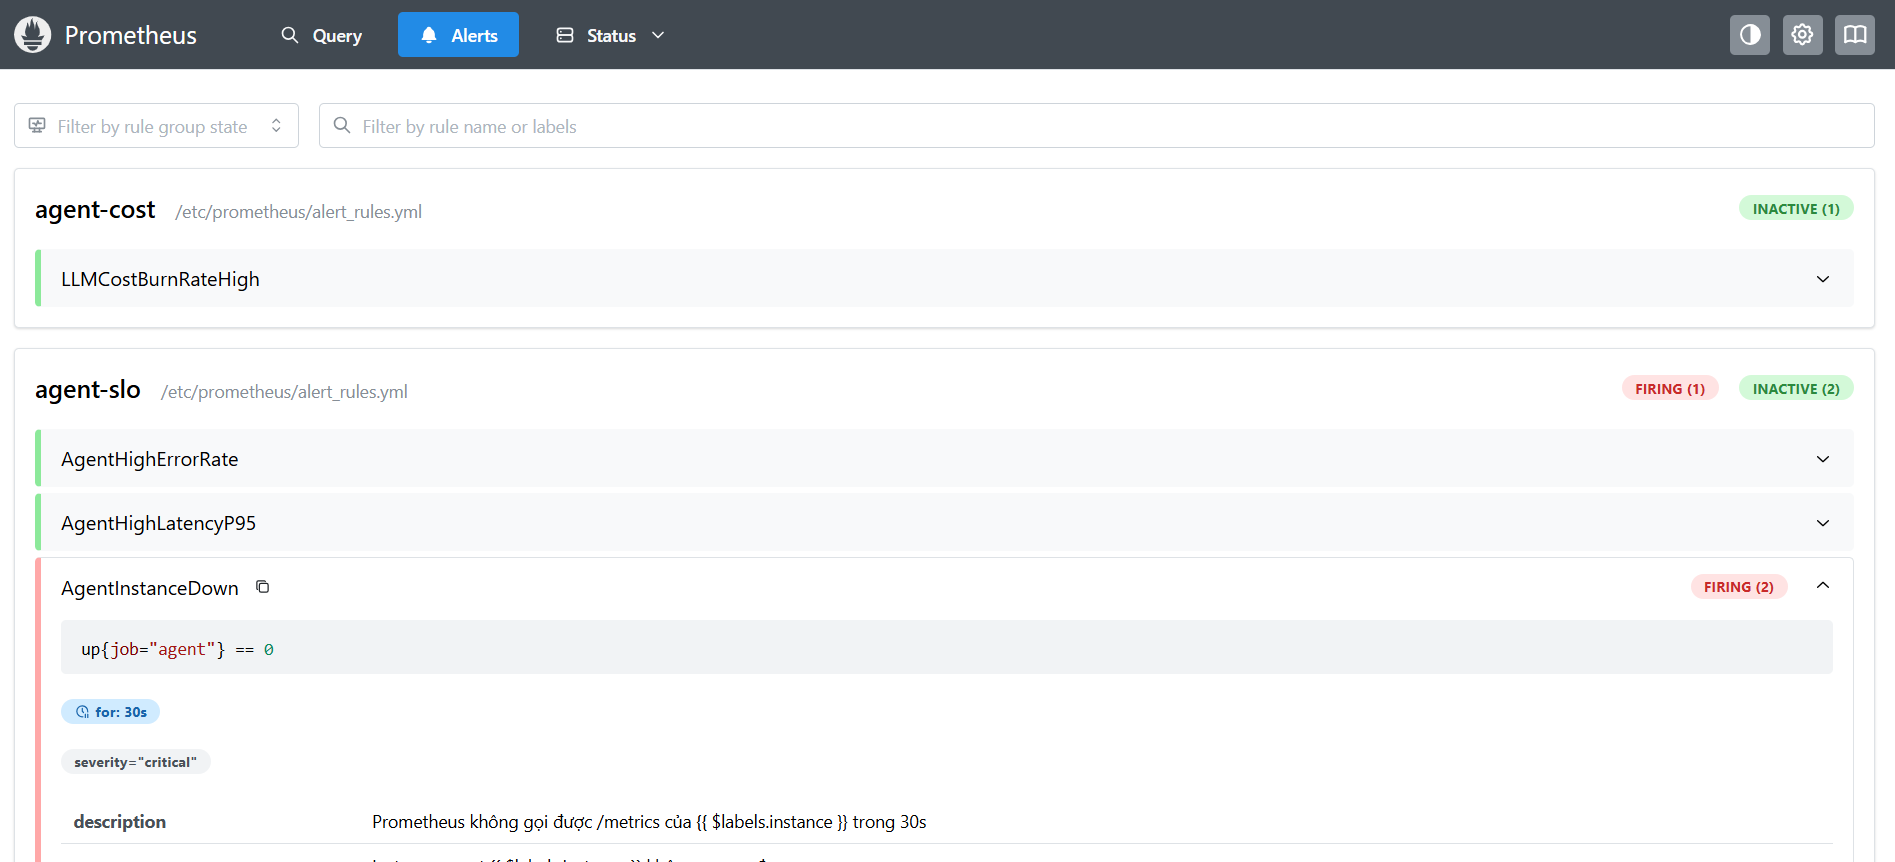 Prometheus
Query
Alerts
Status
Filter by rule group state
Filter by rule name or labels
agent-cost /etc/prometheus/alert_rules.yml INACTIVE (1)
LLMCostBurnRateHigh
agent-slo /etc/prometheus/alert_rules.yml FIRING (1) INACTIVE (2)
AgentHighErrorRate
AgentHighLatencyP95
AgentInstanceDown FIRING (2)
up{job="agent"} == 0
for: 30s
severity="critical"
description Prometheus không gọi được /metrics của {{ $labels.instance }} trong 30s